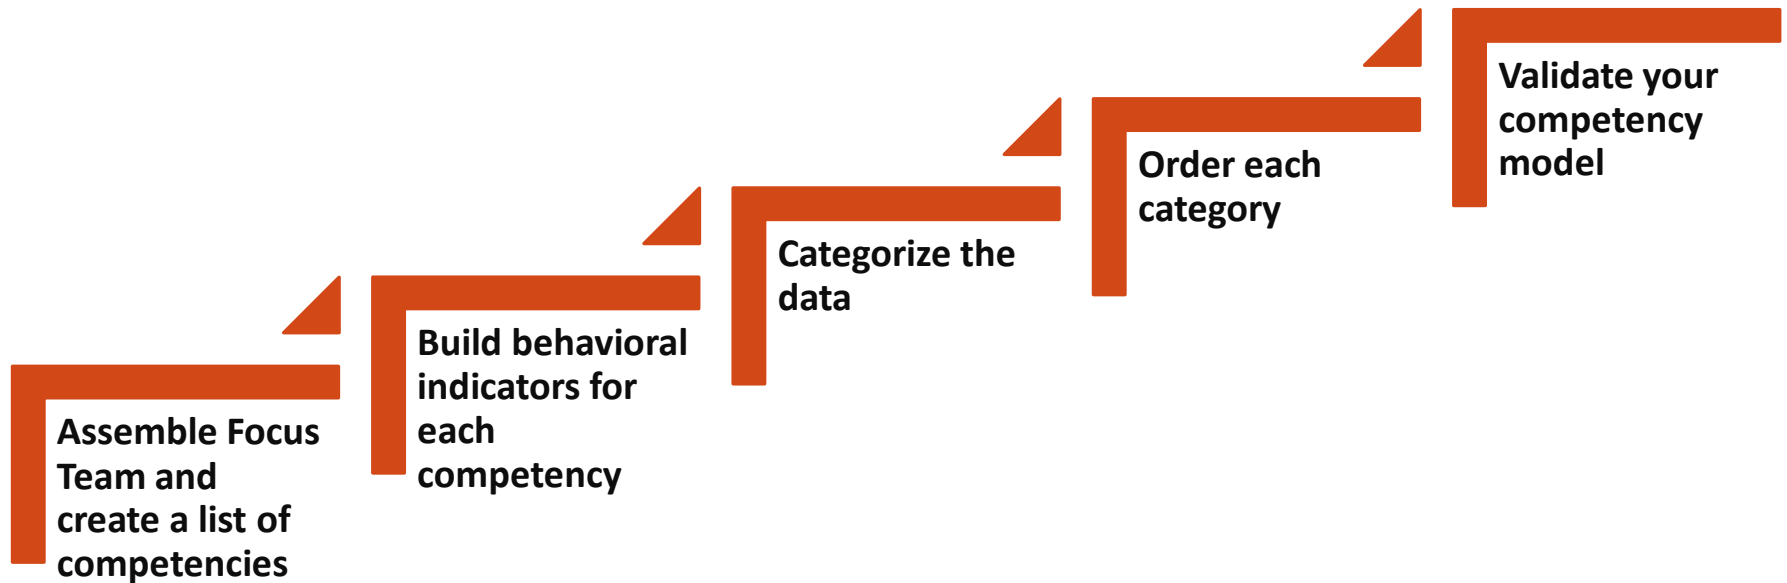 Assemble Focus
Team and
create a list of
competencies
Build behavioral
indicators for
each
competency
Categorize the
data
Order each
category
Validate your
competency
model